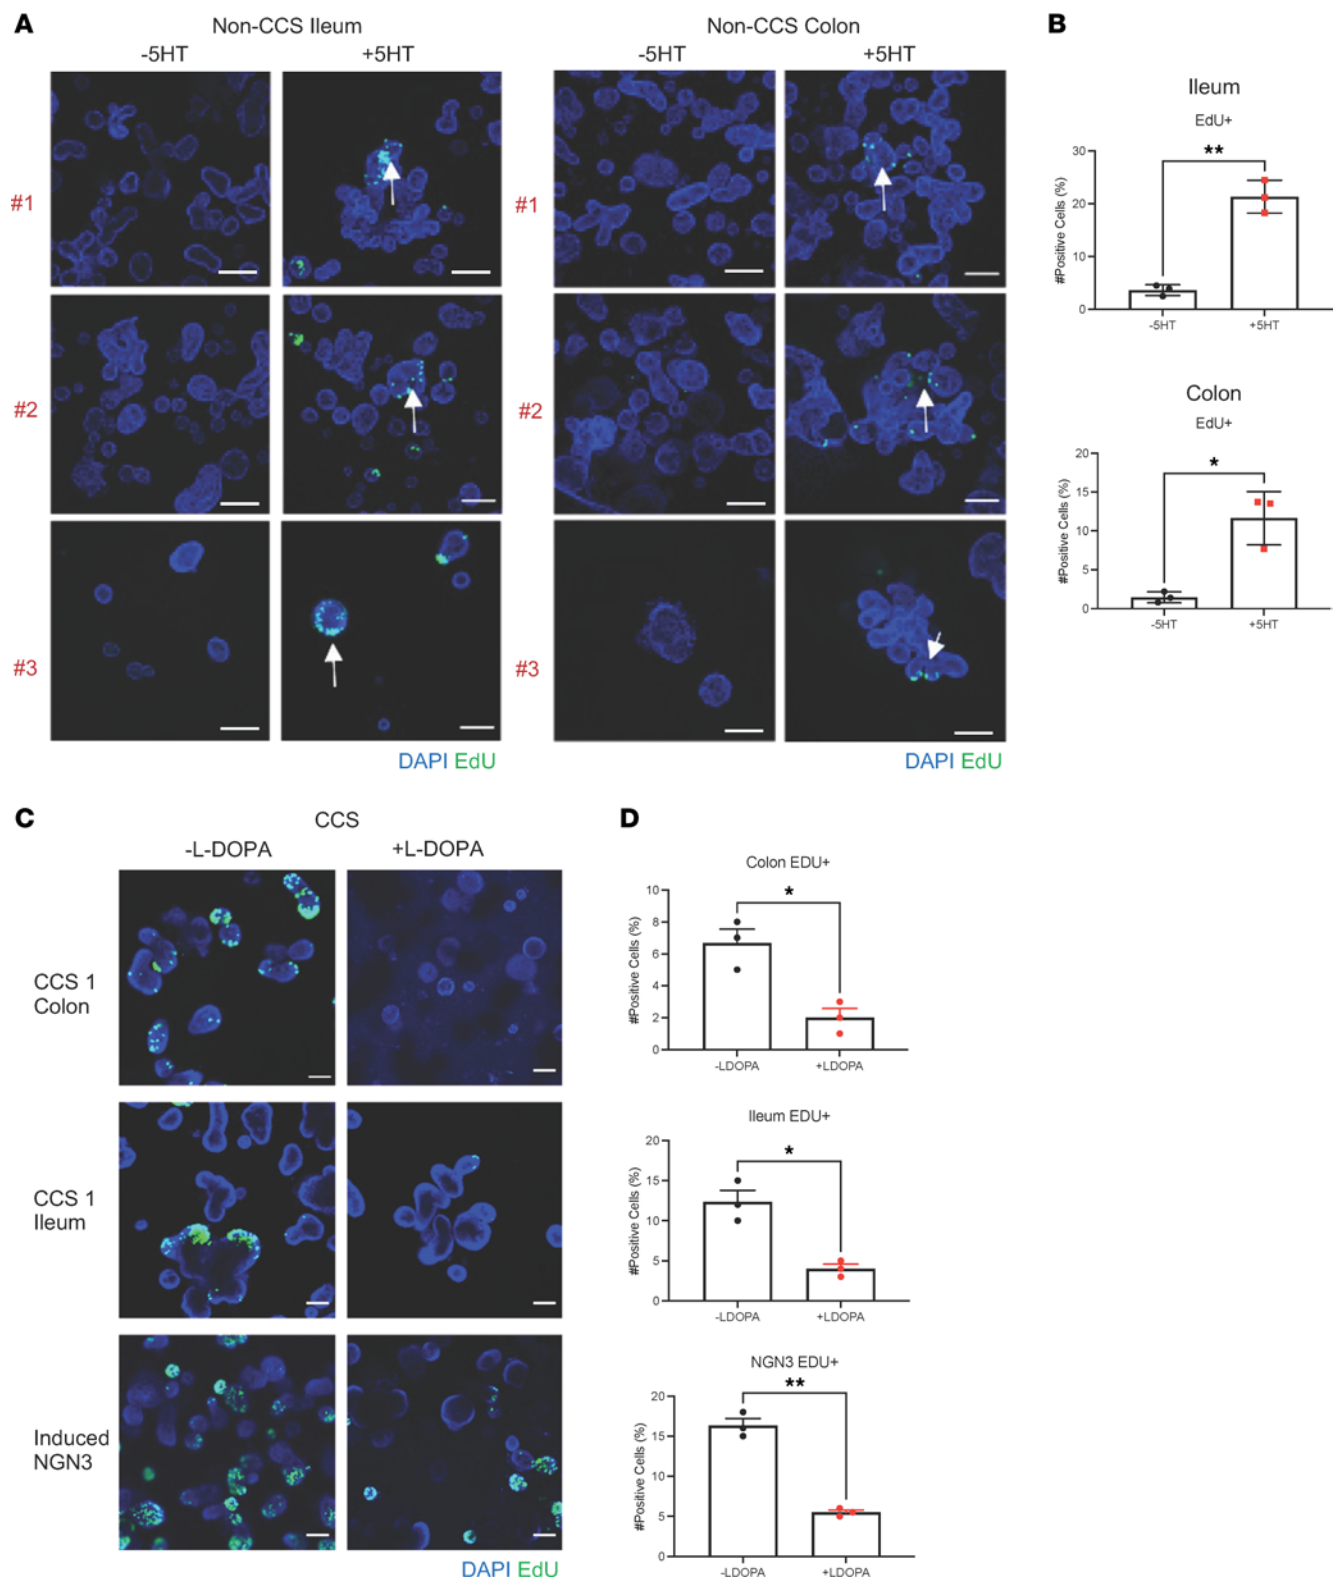 A
Non-CCS Ileum
Non-CCS Colon
-5HT
+5HT
-5HT
+5HT
#1
#1
#2
#2
#3
#3
DAPI EdU
DAPI EdU
B
Ileum
EdU+
**
#Positive Cells (%)
30
20
10
0
-5HT
+5HT
Colon
EdU+
*
#Positive Cells (%)
20
15
10
5
0
-5HT
+5HT
C
CCS
-L-DOPA
+L-DOPA
CCS 1
Colon
CCS 1
Ileum
Induced
NGN3
DAPI EdU
D
Colon EDU+
*
#Positive Cells (%)
10
8
6
4
2
0
-LDOPA
+LDOPA
Ileum EDU+
*
#Positive Cells (%)
20
15
10
5
0
-LDOPA
+LDOPA
NGN3 EDU+
**
#Positive Cells (%)
20
15
10
5
0
-LDOPA
+LDOPA